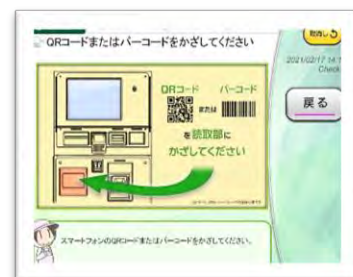 QRコードまたはバーコードをかざしてください
取消し
2021/02/17 14:1
Check
戻る
QRコード
バーコード
または
を読取部に
かざしてください
スマートフォンのQRコードまたはバーコードをかざしてください。